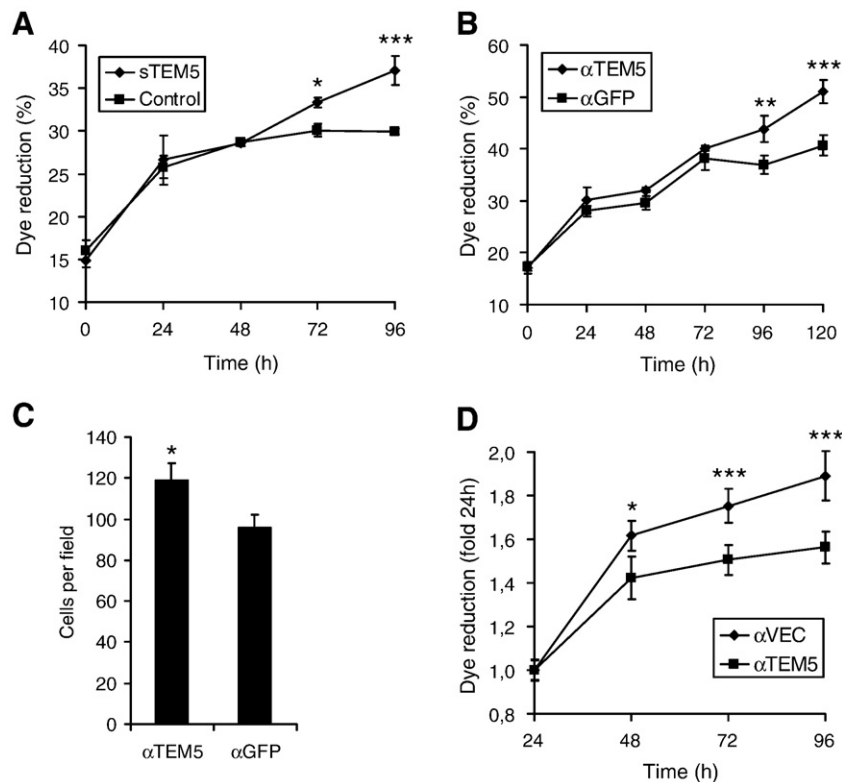 A
Dye reduction (%)
40
35
30
25
20
15
10
sTEM5
Control
*
***
0 24 48 72 96
Time (h)
B
Dye reduction (%)
60
50
40
30
20
10
αTEM5
αGFP
**
***
0 24 48 72 96 120
Time (h)
C
Cells per field
140
120
100
80
60
40
20
0
*
αTEM5 αGFP
D
Dye reduction (fold 24h)
2,0
1,8
1,6
1,4
1,2
1,0
0,8
*
***
***
αVEC
αTEM5
24 48 72 96
Time (h)